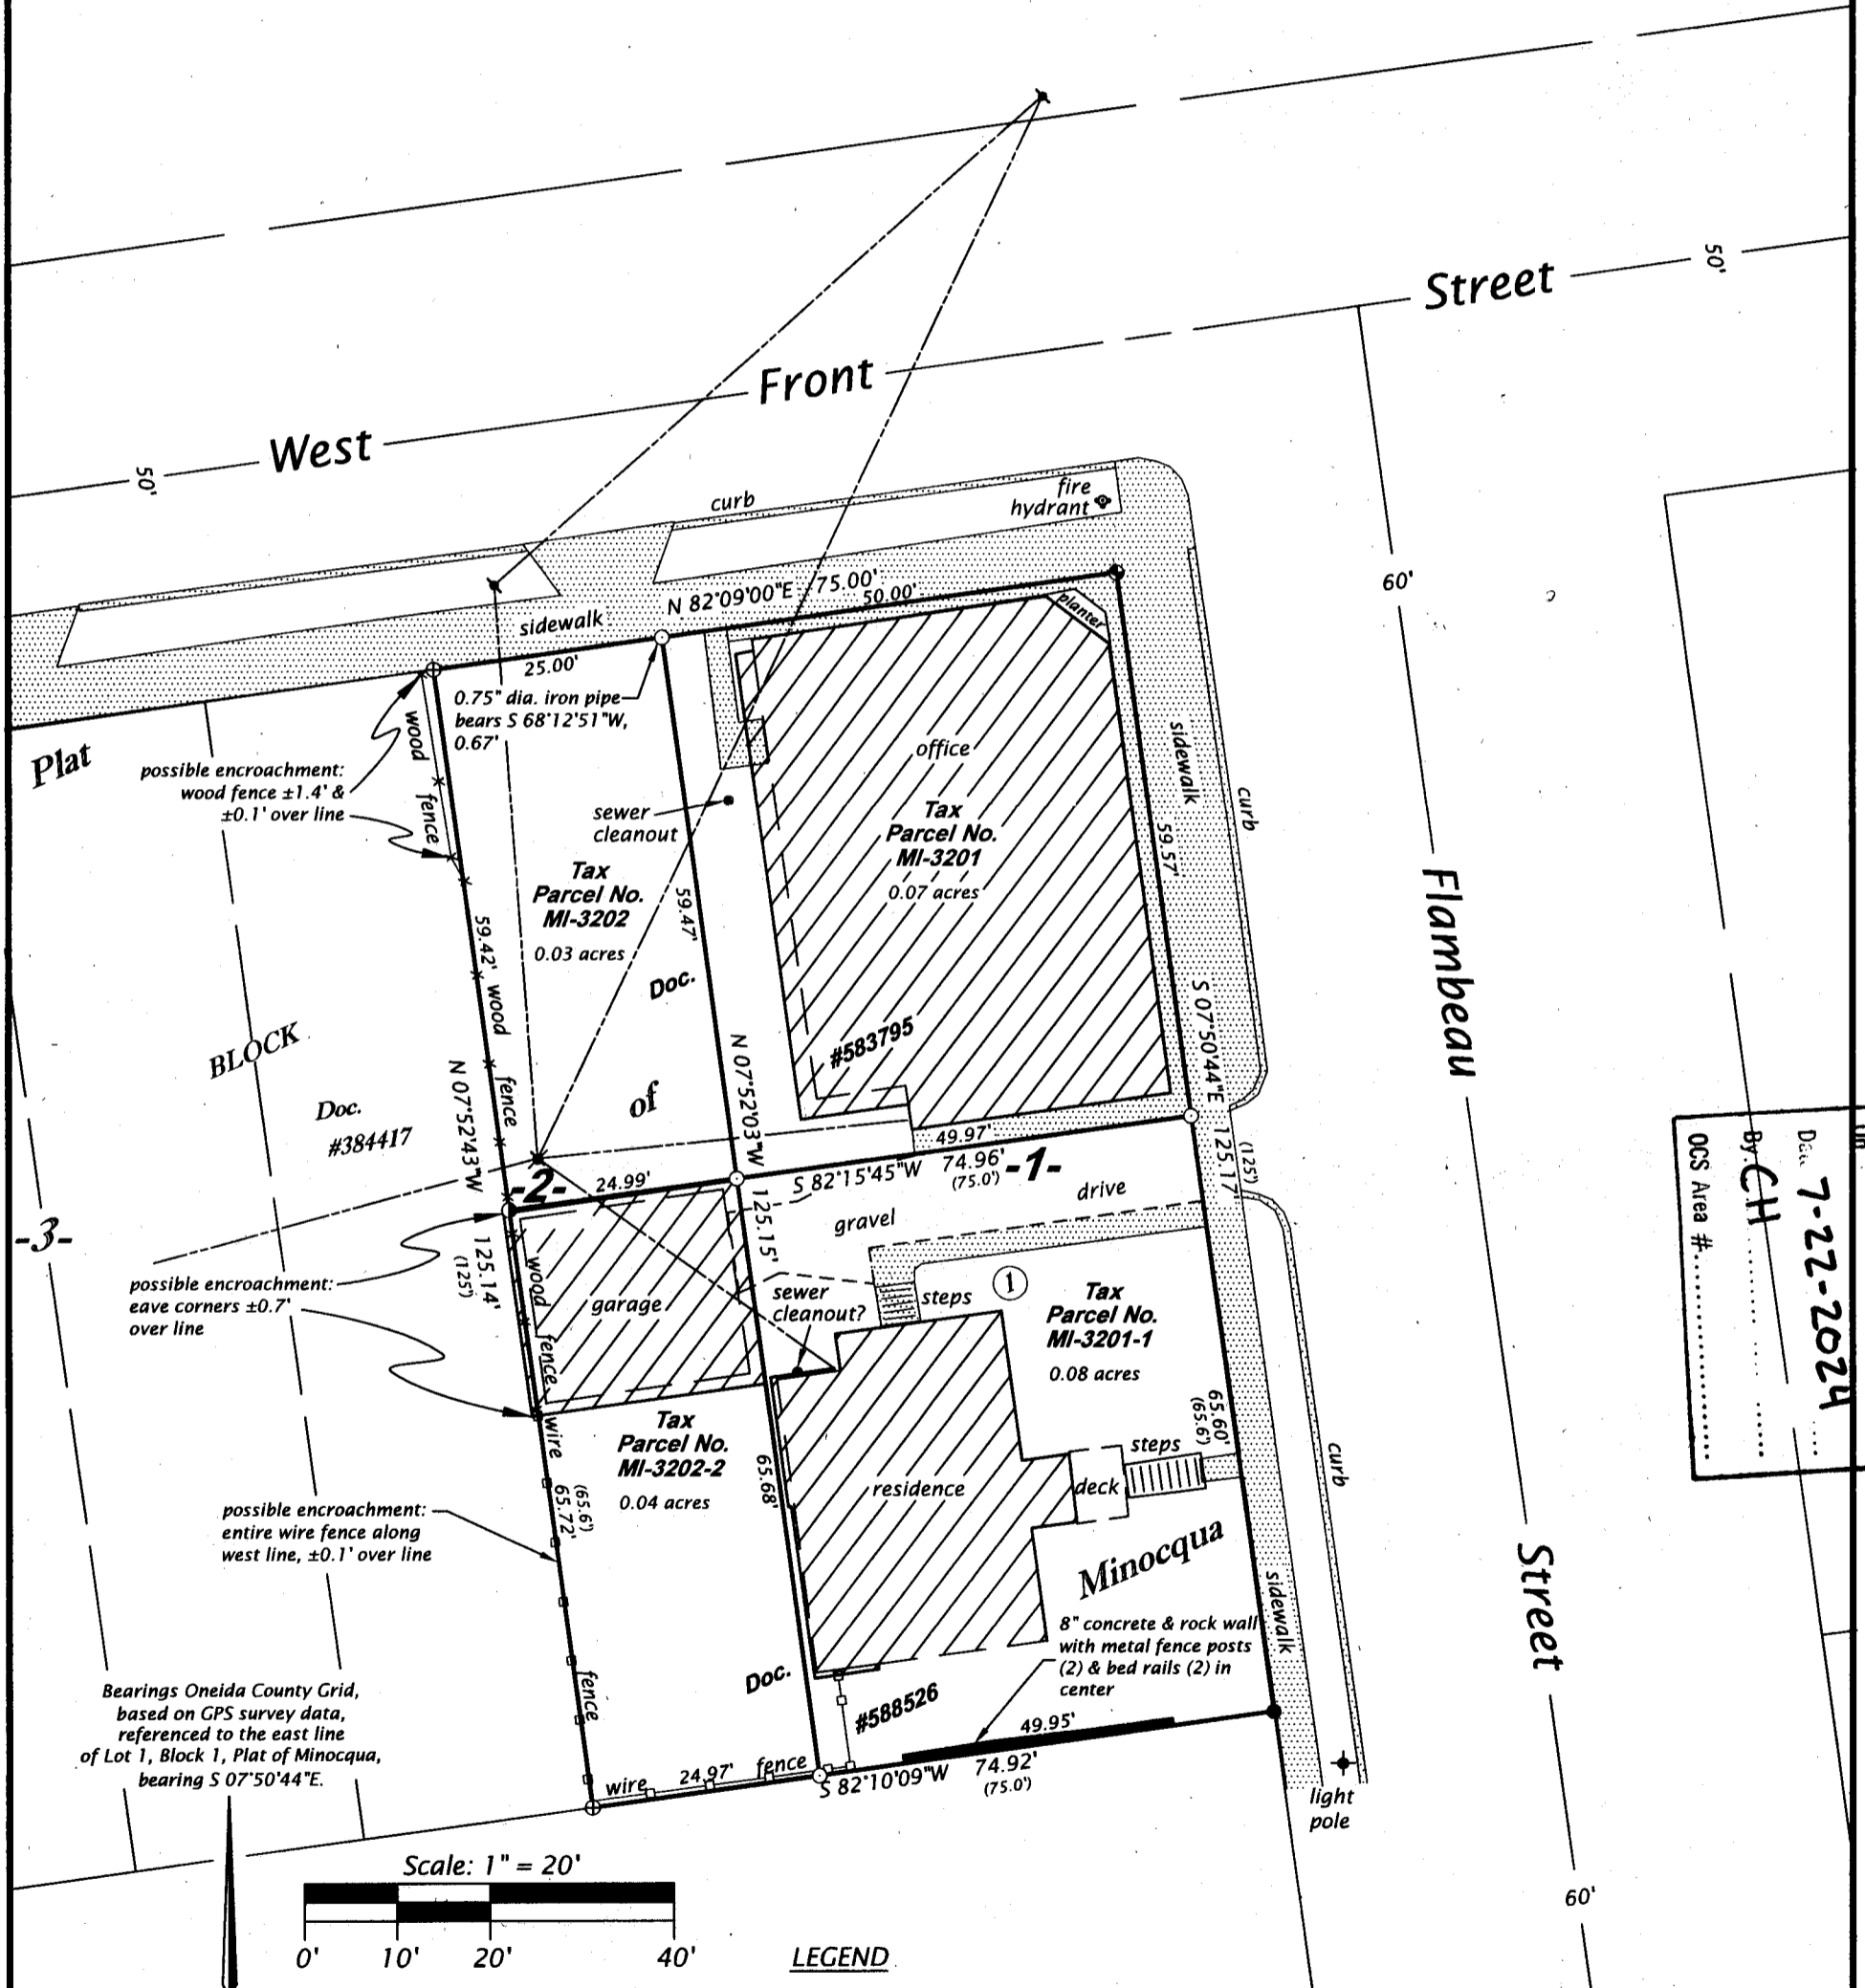 West Front Street
50'
50'
curb
fire
hydrant
60'
sidewalk
N 82°09'00"E 75.00'
50.00'
25.00'
planter
0.75" dia. iron pipe
bears S 68°12'51"W,
0.67'
Plat
wood fence
possible encroachment:
wood fence ±1.4' &
±0.1' over line
sewer
cleanout
office
Tax
Parcel No.
MI-3201
0.07 acres
sidewalk
curb
59.57'
Tax
Parcel No.
MI-3202
0.03 acres
59.47'
59.42'
wood fence
Doc.
#583795
BLOCK
Doc.
#384417
of
N 07°52'43"W
N 07°52'03"W
S 07°50'44"E
Flambeau
Street
-2-
24.99'
49.97'
S 82°15'45"W 74.96'
(75.0')
-1-
125.17'
(125')
-3-
drive
gravel
125.14'
(125')
125.15'
possible encroachment:
eave corners ±0.7'
over line
wood fence
garage
sewer
cleanout?
steps
1
Tax
Parcel No.
MI-3201-1
0.08 acres
65.60'
(65.6')
Tax
Parcel No.
MI-3202-2
0.04 acres
wire
65.72'
(65.6')
65.68'
residence
deck
steps
curb
possible encroachment:
entire wire fence along
west line, ±0.1' over line
Minocqua
sidewalk
8" concrete & rock wall
with metal fence posts
(2) & bed rails (2) in
center
fence
Doc.
#588526
Bearings Oneida County Grid,
based on GPS survey data,
referenced to the east line
of Lot 1, Block 1, Plat of Minocqua,
bearing S 07°50'44"E.
49.95'
wire 24.97' fence
S 82°10'09"W 74.92'
(75.0')
light
pole
60'
Scale: 1" = 20'
0' 10' 20' 40'
LEGEND
7-22-2024
By. CH
OCS Area #